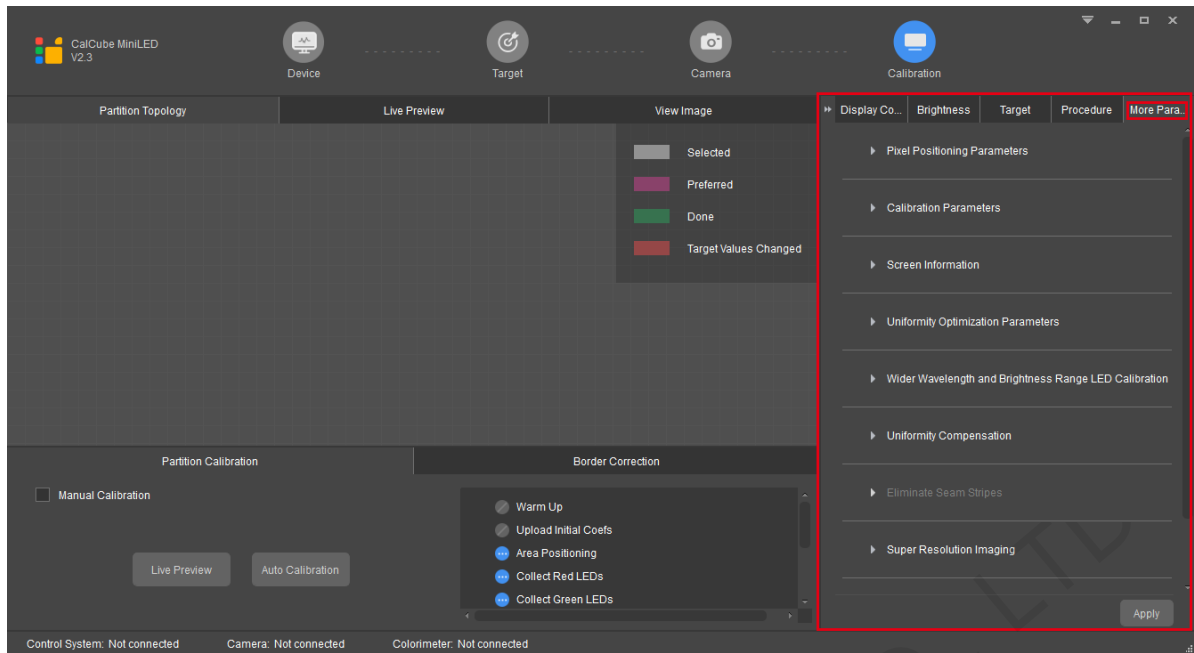 CalCube MiniLED
V2.3
Device
Target
Camera
Calibration
Partition Topology
Live Preview
View Image
Display Co...
Brightness
Target
Procedure
More Para..
Selected
Preferred
Done
Target Values Changed
Pixel Positioning Parameters
Calibration Parameters
Screen Information
Uniformity Optimization Parameters
Wider Wavelength and Brightness Range LED Calibration
Uniformity Compensation
Eliminate Seam Stripes
Super Resolution Imaging
Apply
Partition Calibration
Border Correction
Manual Calibration
Live Preview
Auto Calibration
Warm Up
Upload Initial Coefs
Area Positioning
Collect Red LEDs
Collect Green LEDs
Control System: Not connected
Camera: Not connected
Colorimeter: Not connected
LTD